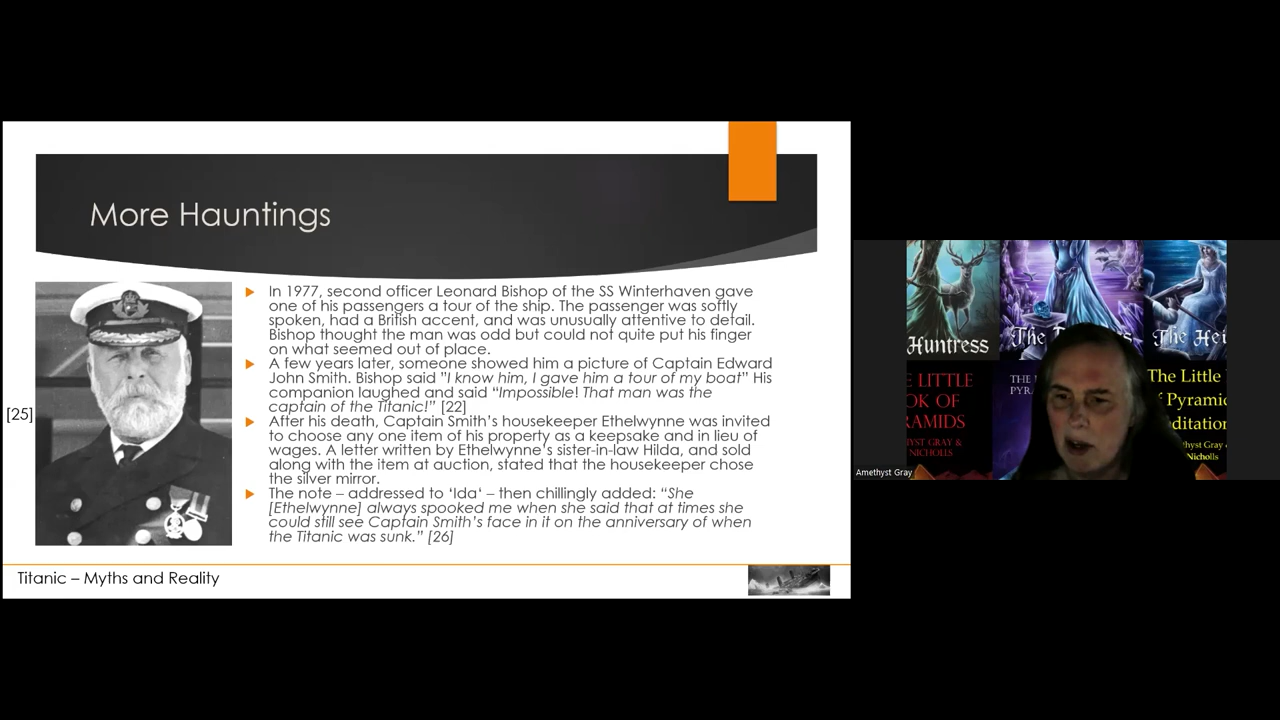 More Hauntings
In 1977, second officer Leonard Bishop of the SS Winterhaven gave
one of his passengers a tour of the ship. The passenger was softly
spoken, had a British accent, and was unusually attentive to detail.
Bishop thought the man was odd but could not quite put his finger
on what seemed out of place.
A few years later, someone showed him a picture of Captain Edward
John Smith. Bishop said "I know him, I gave him a tour of my boat" His
companion laughed and said “Impossible! That man was the
captain of the Titanic!” [22]
After his death, Captain Smith’s housekeeper Ethelwynne was invited
to choose any one item of his property as a keepsake and in lieu of
wages. A letter written by Ethelwynne’s sister-in-law Hilda, and sold
along with the item at auction, stated that the housekeeper chose
the silver mirror.
The note – addressed to ‘Ida‘ – then chillingly added: “She
[Ethelwynne] always spooked me when she said that at times she
could still see Captain Smith’s face in it on the anniversary of when
the Titanic was sunk.” [26]
[25]
Titanic – Myths and Reality
Huntress
The
The Hei
LITTLE
OK OF
AMIDS
YST GRAY &
NICHOLLS
THE
PYRA
The Little
f Pyramid
ditation
thyst Gray &
Nicholls
Amethyst Gray